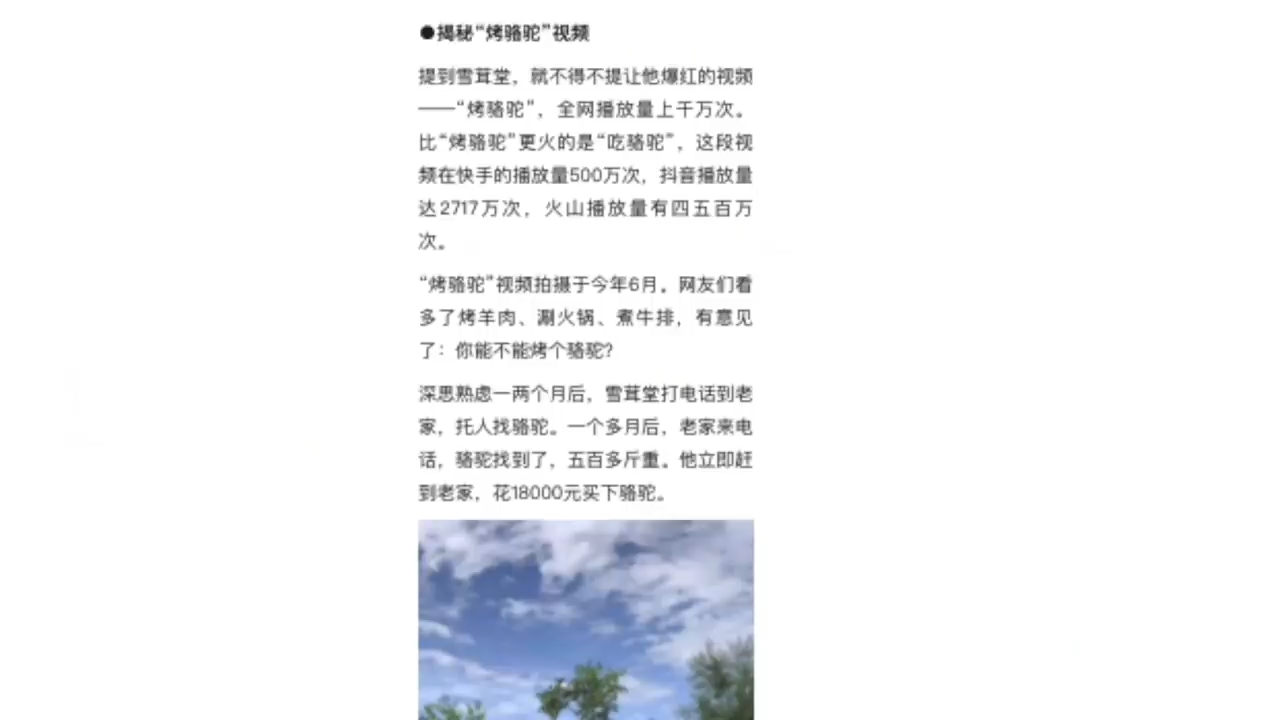 ●揭秘“烤骆驼”视频
提到雪茸堂，就不得不提让他爆红的视频
——“烤骆驼”，全网播放量上千万次。
比“烤骆驼”更火的是“吃骆驼”，这段视
频在快手的播放量500万次，抖音播放量
达2717万次，火山播放量有四五百万
次。
“烤骆驼”视频拍摄于今年6月。网友们看
多了烤羊肉、涮火锅、煮牛排，有意见
了：你能不能烤个骆驼？
深思熟虑一两个月后，雪茸堂打电话到老
家，托人找骆驼。一个多月后，老家来电
话，骆驼找到了，五百多斤重。他立即赶
到老家，花18000元买下骆驼。